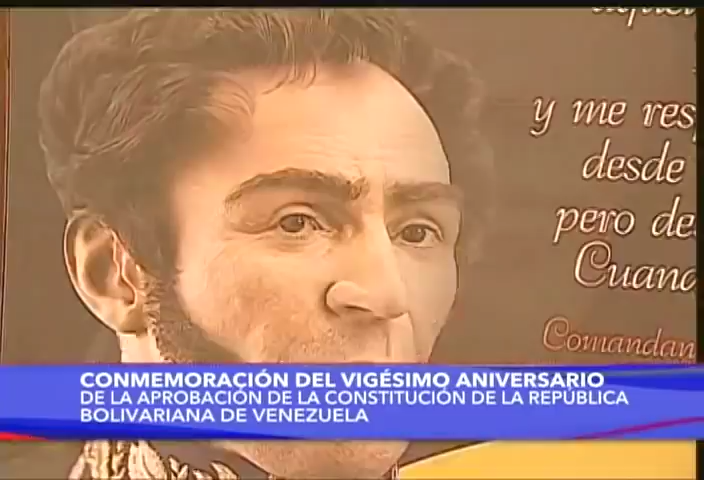 y me res
desde
pero de
Cuand
Comandan
CONMEMORACIÓN DEL VIGÉSIMO ANIVERSARIO
DE LA APROBACIÓN DE LA CONSTITUCIÓN DE LA REPÚBLICA
BOLIVARIANA DE VENEZUELA